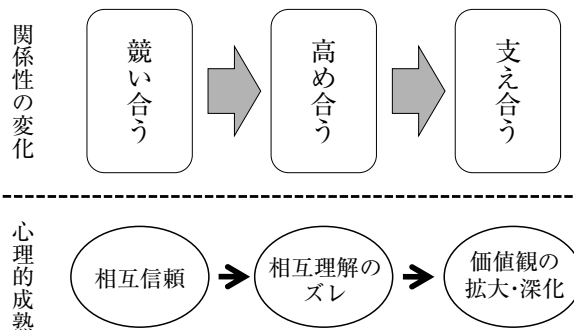 関係性の変化
競い合う
高め合う
支え合う
心理的成熟
相互信頼
相互理解の
ズレ
価値観の
拡大・深化